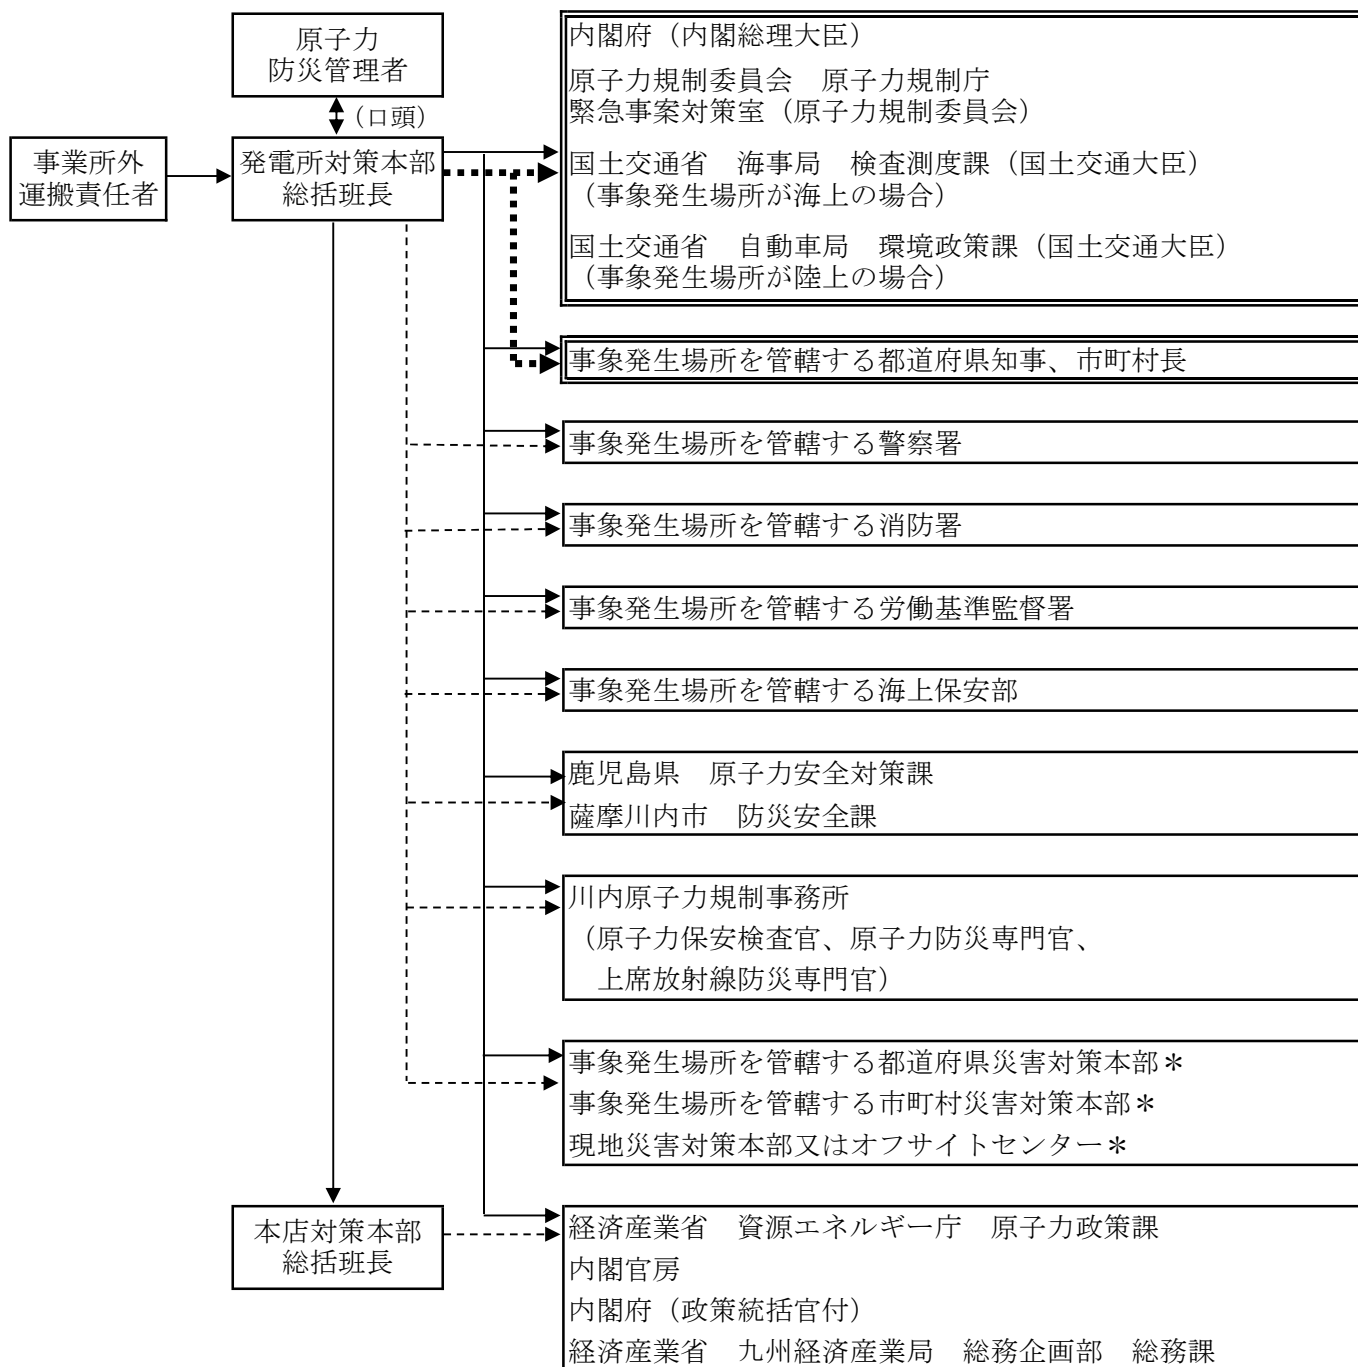 原子力
防災管理者
(口頭)
事業所外
運搬責任者
発電所対策本部
総括班長
内閣府（内閣総理大臣）
原子力規制委員会　原子力規制庁
緊急事案対策室（原子力規制委員会）
国土交通省　海事局　検査測度課（国土交通大臣）
（事象発生場所が海上の場合）
国土交通省　自動車局　環境政策課（国土交通大臣）
（事象発生場所が陸上の場合）
事象発生場所を管轄する都道府県知事、市町村長
事象発生場所を管轄する警察署
事象発生場所を管轄する消防署
事象発生場所を管轄する労働基準監督署
事象発生場所を管轄する海上保安部
鹿児島県　原子力安全対策課
薩摩川内市　防災安全課
川内原子力規制事務所
（原子力保安検査官、原子力防災専門官、
上席放射線防災専門官）
事象発生場所を管轄する都道府県災害対策本部＊
事象発生場所を管轄する市町村災害対策本部＊
現地災害対策本部又はオフサイトセンター＊
本店対策本部
総括班長
経済産業省　資源エネルギー庁　原子力政策課
内閣官房
内閣府（政策統括官付）
経済産業省　九州経済産業局　総務企画部　総務課